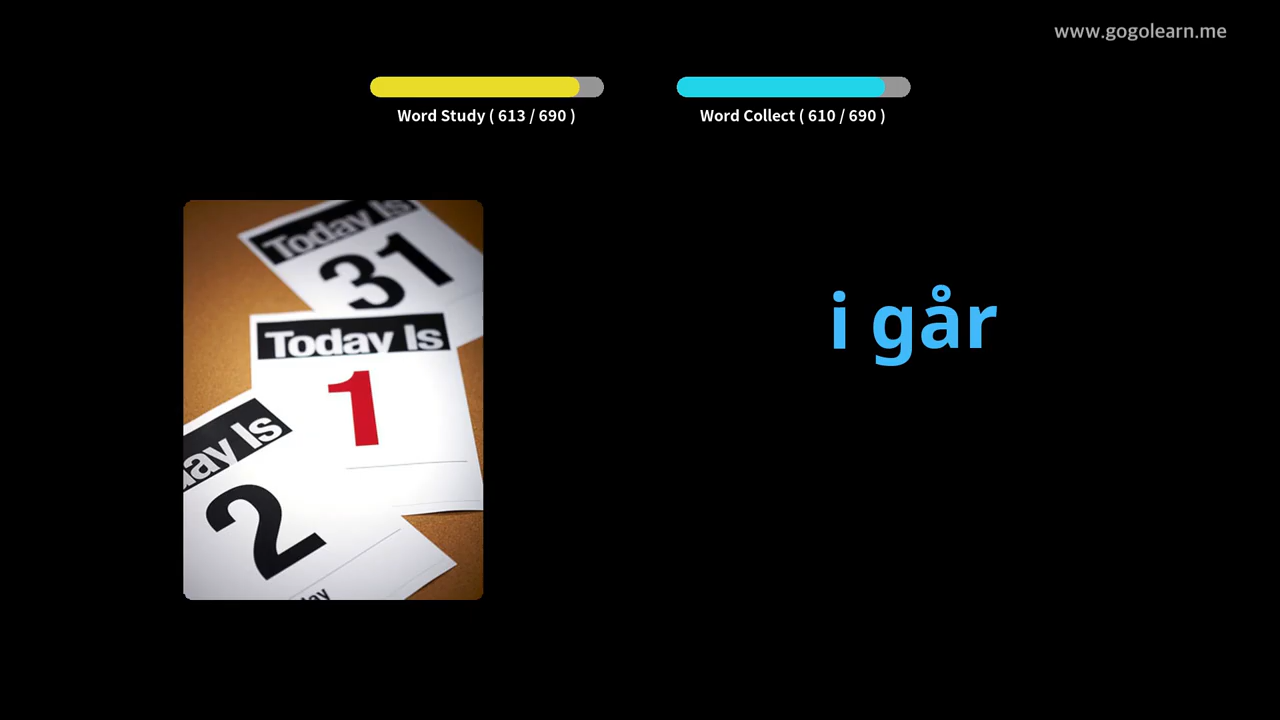 www.gogolearn.me
Word Study ( 613 / 690 )
Word Collect ( 610 / 690 )
Today Is
31
Today Is
1
ay Is
2
ay
i går